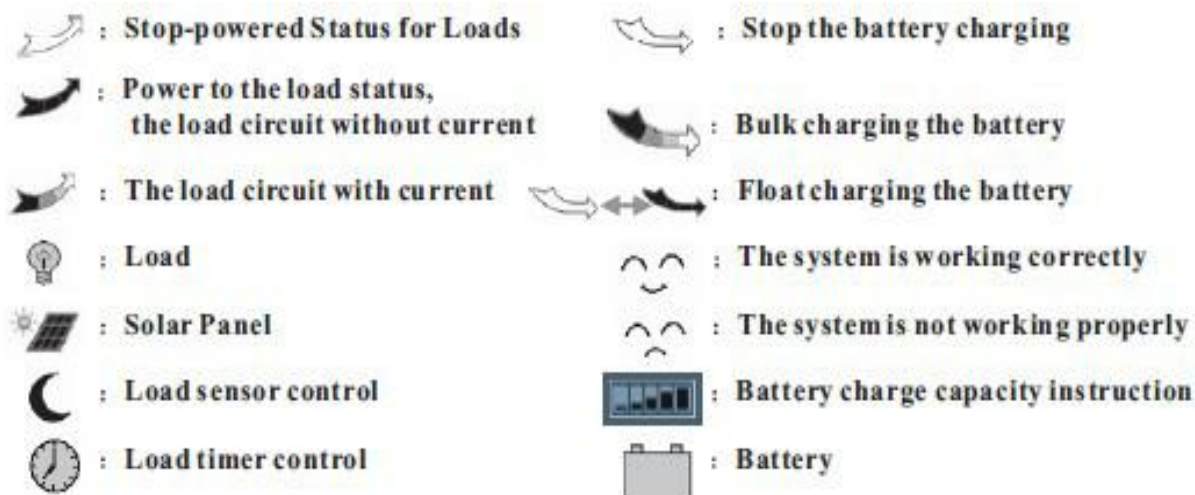 : Stop-powered Status for Loads
: Power to the load status,
the load circuit without current
: The load circuit with current
: Load
: Solar Panel
: Load sensor control
: Load timer control
: Stop the battery charging
: Bulk charging the battery
: Float charging the battery
: The system is working correctly
: The system is not working properly
: Battery charge capacity instruction
: Battery